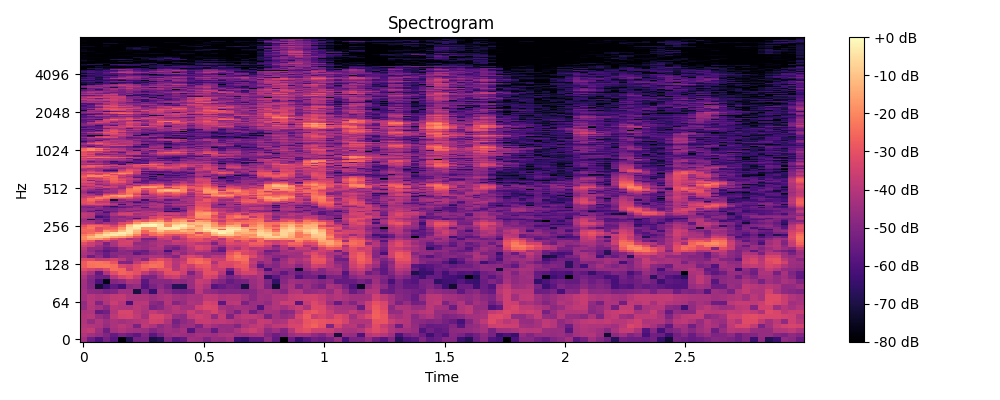 Spectrogram
Hz
4096
2048
1024
512
256
128
64
0
0
0.5
1
1.5
2
2.5
Time
+0 dB
-10 dB
-20 dB
-30 dB
-40 dB
-50 dB
-60 dB
-70 dB
-80 dB